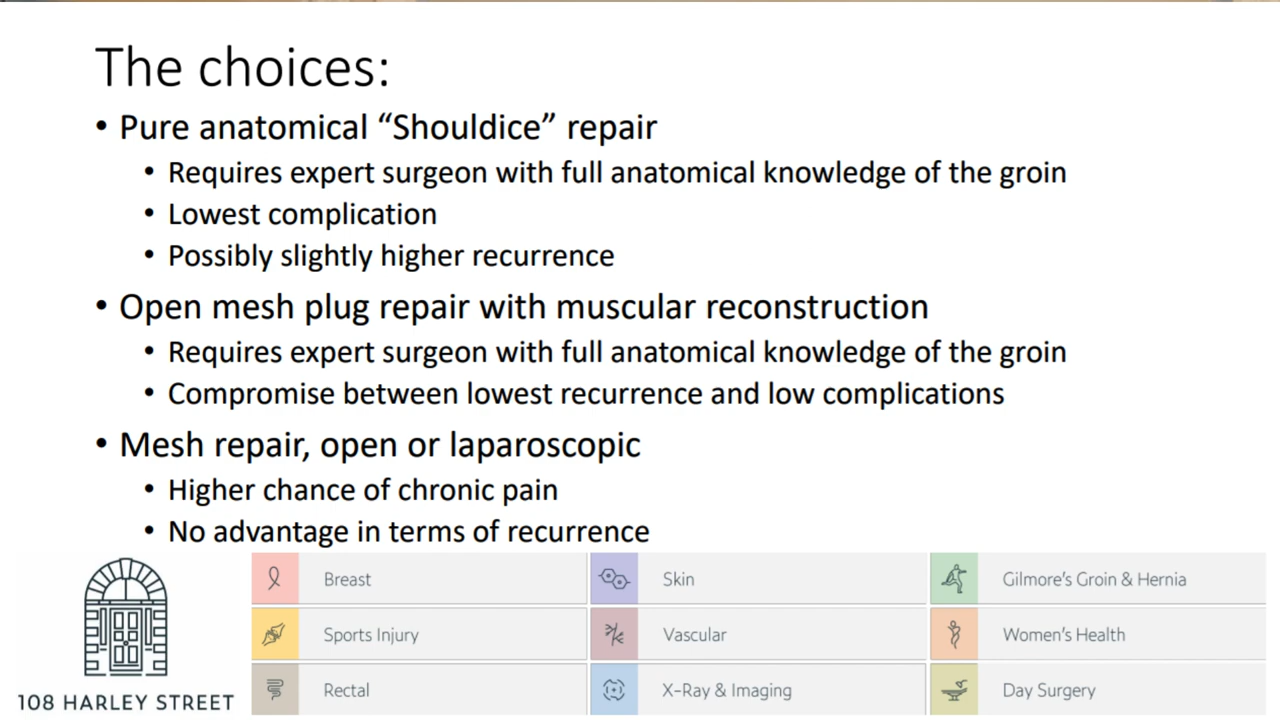 The choices:
• Pure anatomical “Shouldice” repair
• Requires expert surgeon with full anatomical knowledge of the groin
• Lowest complication
• Possibly slightly higher recurrence
• Open mesh plug repair with muscular reconstruction
• Requires expert surgeon with full anatomical knowledge of the groin
• Compromise between lowest recurrence and low complications
• Mesh repair, open or laparoscopic
• Higher chance of chronic pain
• No advantage in terms of recurrence
Breast
Skin
Gilmore's Groin & Hernia
Sports Injury
Vascular
Women's Health
Rectal
X-Ray & Imaging
Day Surgery
108 HARLEY STREET